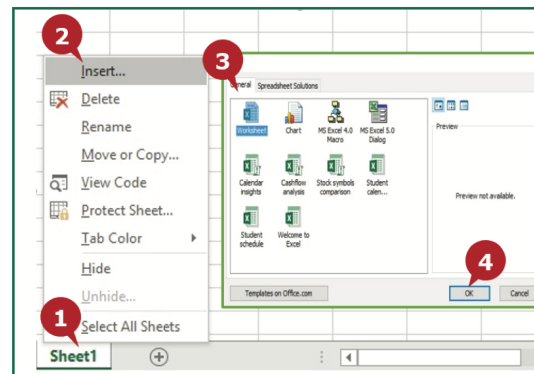 2
Insert...
Delete
Rename
Move or Copy...
View Code
Protect Sheet...
Tab Color
Hide
Unhide...
1
Select All Sheets
Sheet1
3
General Spreadsheet Solutions
Worksheet Chart MS Excel 4.0 Macro MS Excel 5.0 Dialog
Calendar insights Cashflow analysis Stock symbols comparison Student calen...
Student schedule Welcome to Excel
Preview
Preview not available.
4
Templates on Office.com OK Cancel